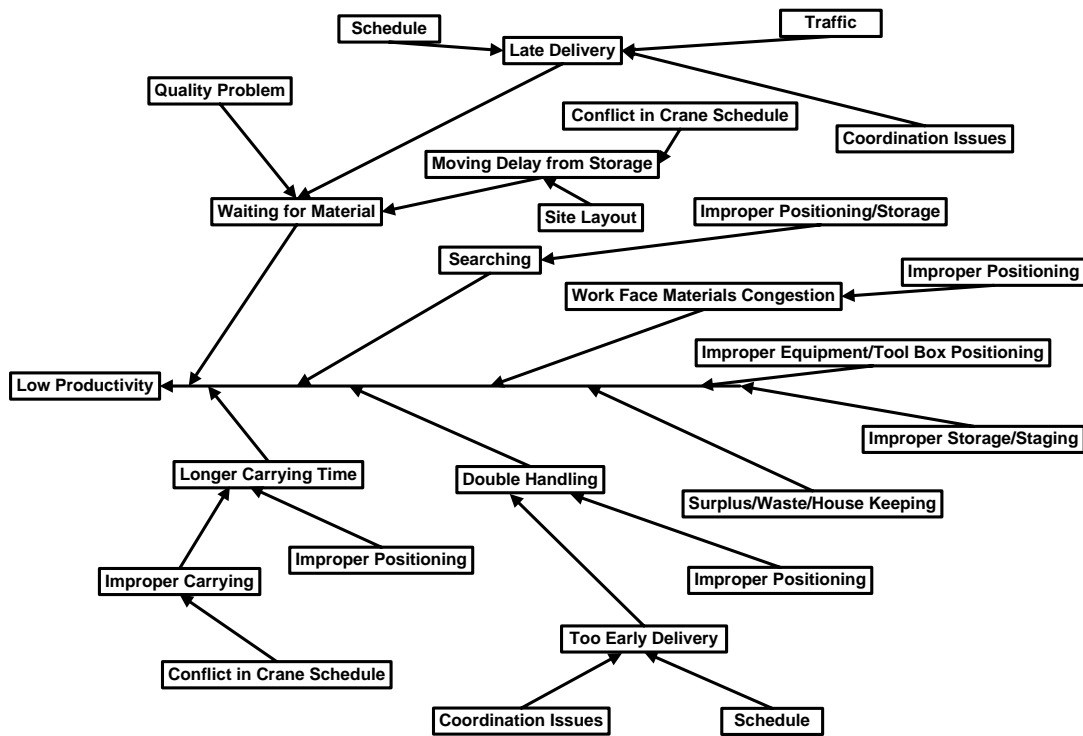 Schedule
Traffic
Late Delivery
Quality Problem
Conflict in Crane Schedule
Coordination Issues
Moving Delay from Storage
Waiting for Material
Site Layout
Improper Positioning/Storage
Searching
Improper Positioning
Work Face Materials Congestion
Improper Equipment/Tool Box Positioning
Low Productivity
Improper Storage/Staging
Longer Carrying Time
Double Handling
Surplus/Waste/House Keeping
Improper Positioning
Improper Positioning
Improper Carrying
Too Early Delivery
Conflict in Crane Schedule
Coordination Issues
Schedule